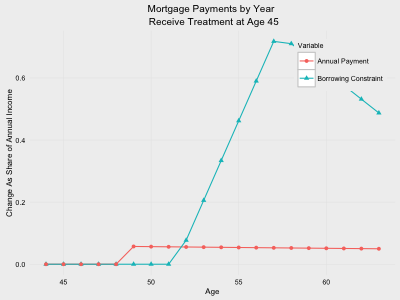 Mortgage Payments by Year
Receive Treatment at Age 45
Variable
Annual Payment
Borrowing Constraint
Change As Share of Annual Income
0.6
0.4
0.2
0.0
45
50
55
60
Age